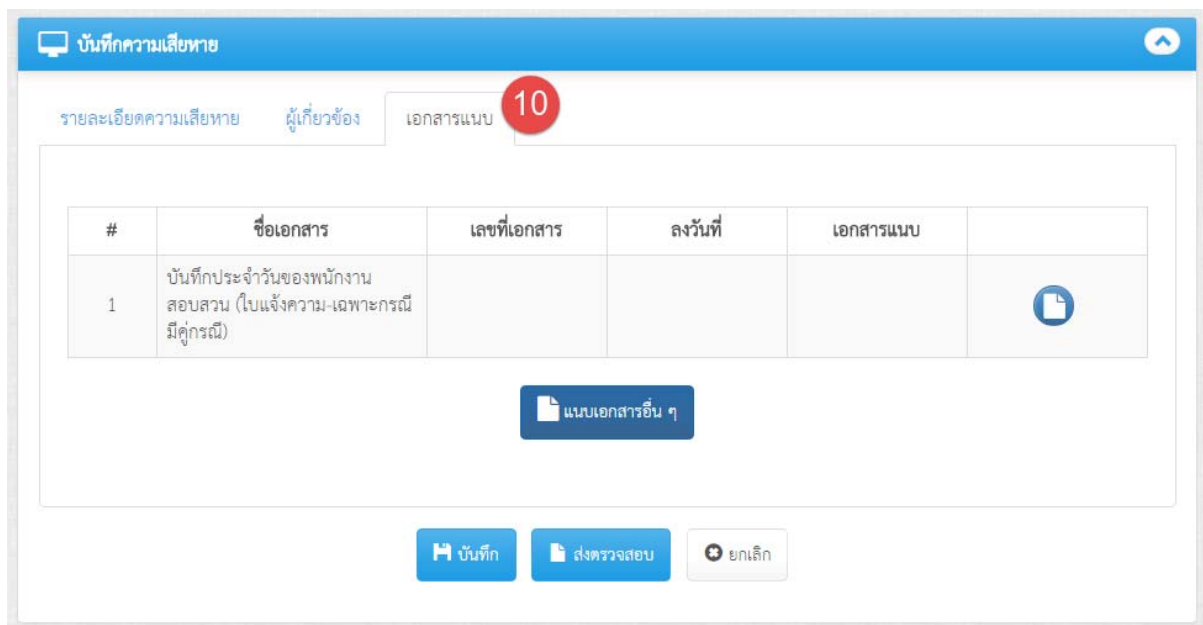 บันทึกความเสียหาย
รายละเอียดความเสียหาย ผู้เกี่ยวข้อง เอกสารแนบ 10
# ชื่อเอกสาร เลขที่เอกสาร ลงวันที่ เอกสารแนบ
บันทึกประจำวันของพนักงาน
1 สอบสวน (ใบแจ้งความ-เฉพาะกรณี
มีคู่กรณี)
แนบเอกสารอื่น ๆ
บันทึก ส่งตรวจสอบ ยกเลิก